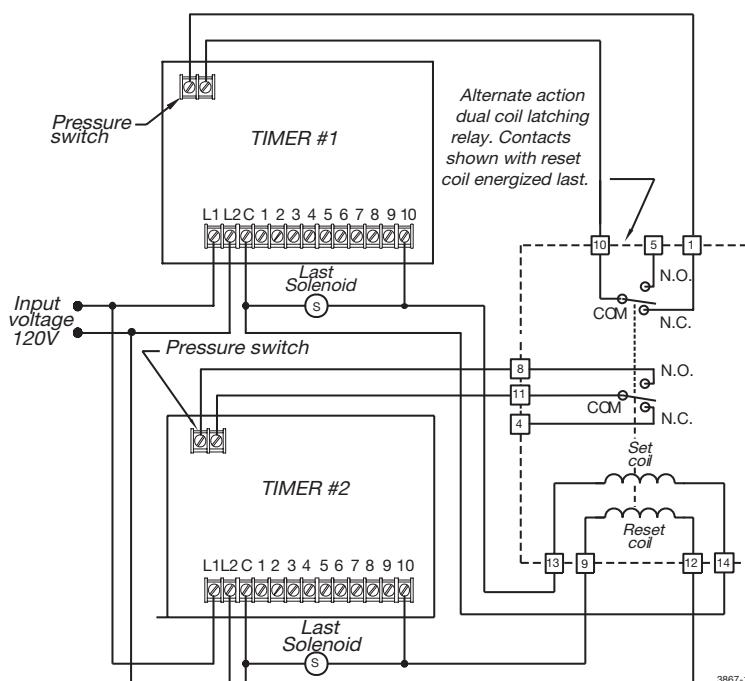 Pressure
switch
TIMER #1
Alternate action
dual coil latching
relay. Contacts
shown with reset
coil energized last.
L1 L2 C 1 2 3 4 5 6 7 8 9 10
10 5 1
Last
Solenoid
S
N.O.
COM
N.C.
Input
voltage
120V
Pressure switch
8
11
4
N.O.
COM
N.C.
TIMER #2
Set
coil
Reset
coil
L1 L2 C 1 2 3 4 5 6 7 8 9 10
13 9 12 14
Last
Solenoid
S